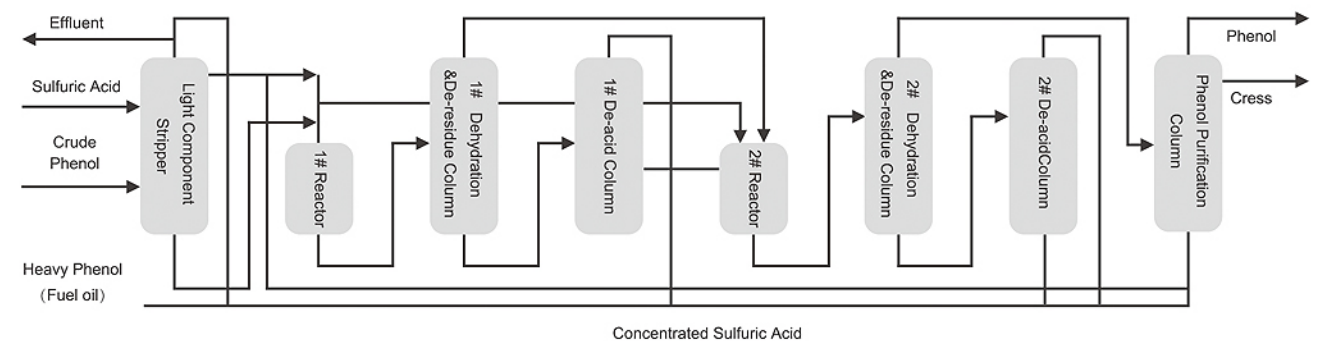 Effluent
Sulfuric Acid
Crude
Phenol
Heavy Phenol
(Fuel oil)
Light Component
Stripper
1# Reactor
1# Dehydration
&De-residue Column
1# De-acid Column
2# Reactor
2# Dehydration
&De-residue Column
2# De-acidColumn
Phenol Purification
Column
Phenol
Cress
Concentrated Sulfuric Acid